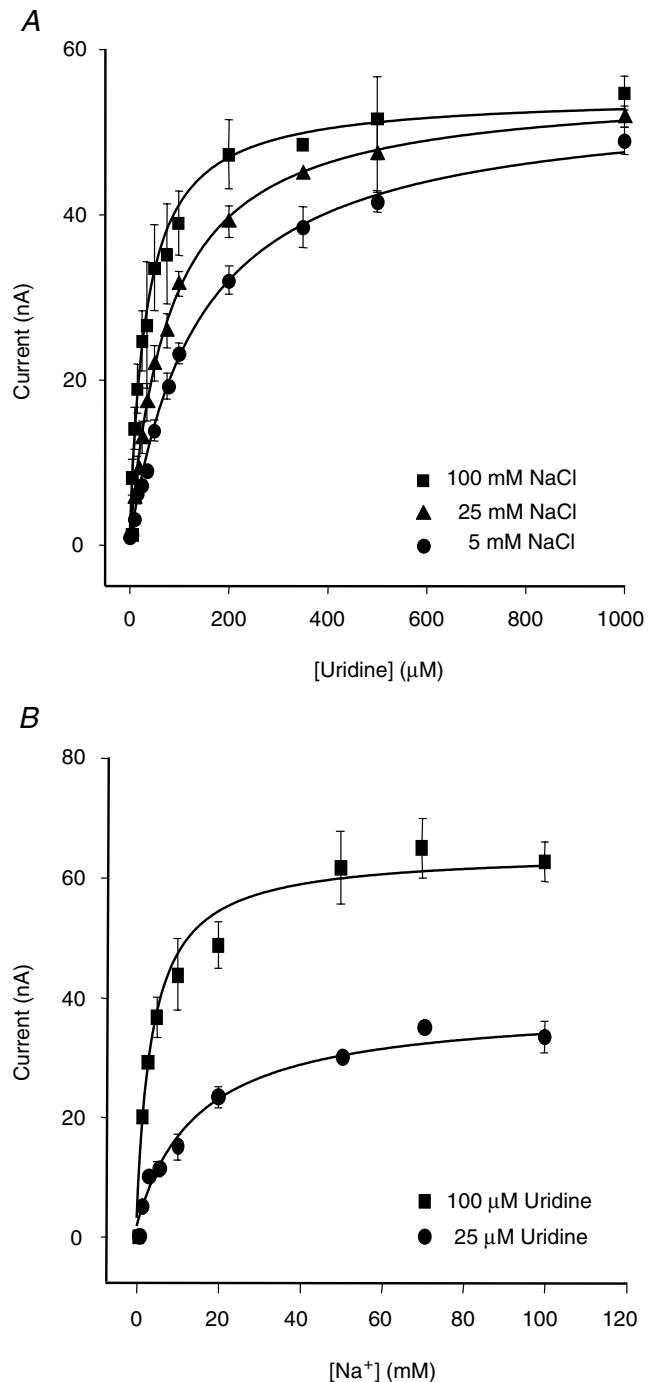 A
60
40
20
0
Current (nA)
100 mM NaCl
25 mM NaCl
5 mM NaCl
0 200 400 600 800 1000
[Uridine] (μM)
B
80
60
40
20
0
Current (nA)
100 μM Uridine
25 μM Uridine
0 20 40 60 80 100 120
[Na⁺] (mM)